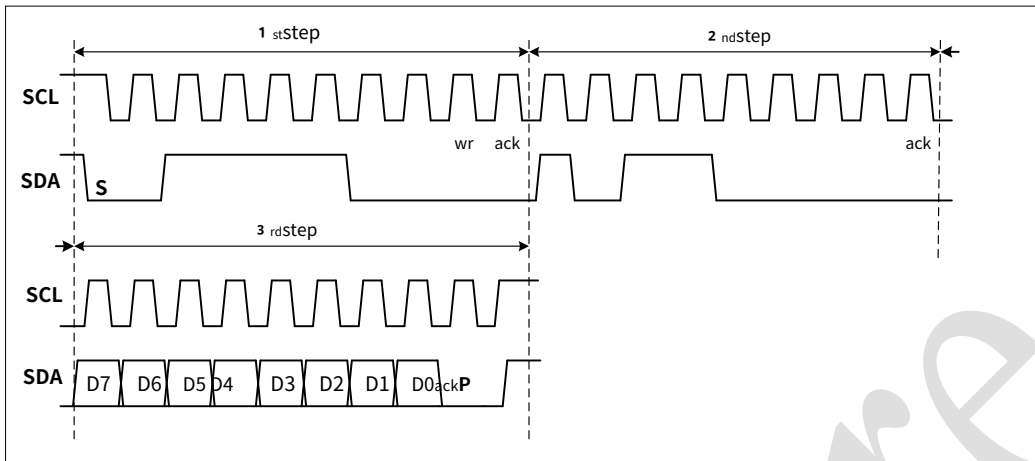 1 st step 2 nd step
SCL
wr ack ack
SDA S
3 rd step
SCL
SDA D7 D6 D5 D4 D3 D2 D1 D0 ack P
re